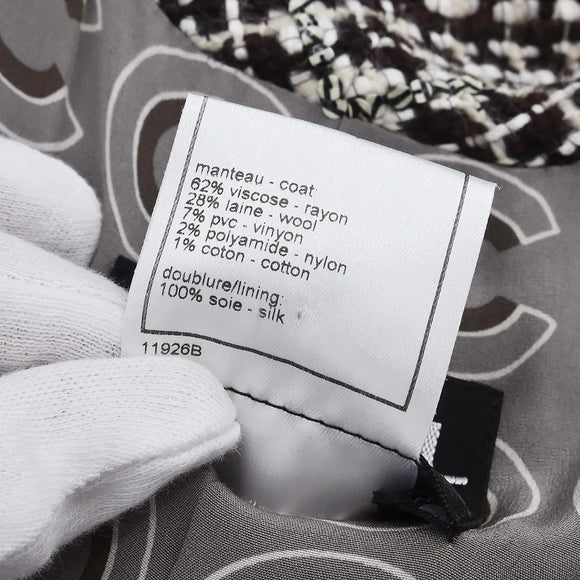 manteau - coat
62% viscose - rayon
28% laine - wool
7% pvc - vinyon
2% polyamide - nylon
1% coton - cotton
doublure/lining:
100% soie - silk
11926B